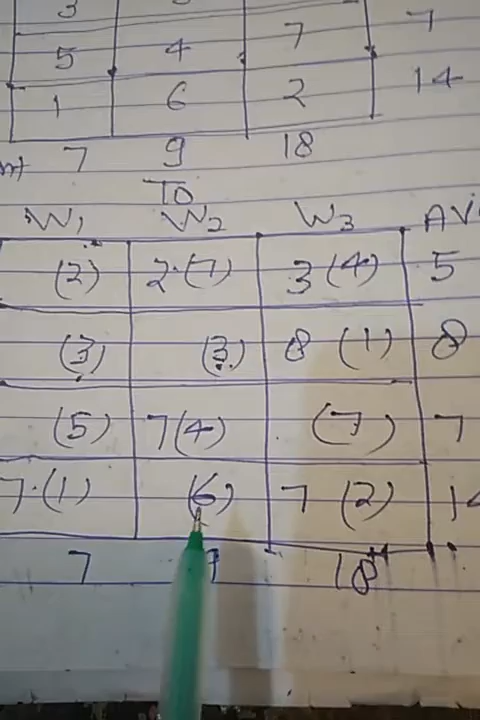 5 4 7 7
1 6 2 14
7 9 18
To
W1 W2 W3
(2) 2(7) 3(4) 5
(3) (3) 8 (1) 8
(5) 7(4) (7) 7
7(1) (6) 7 (2)
7 18